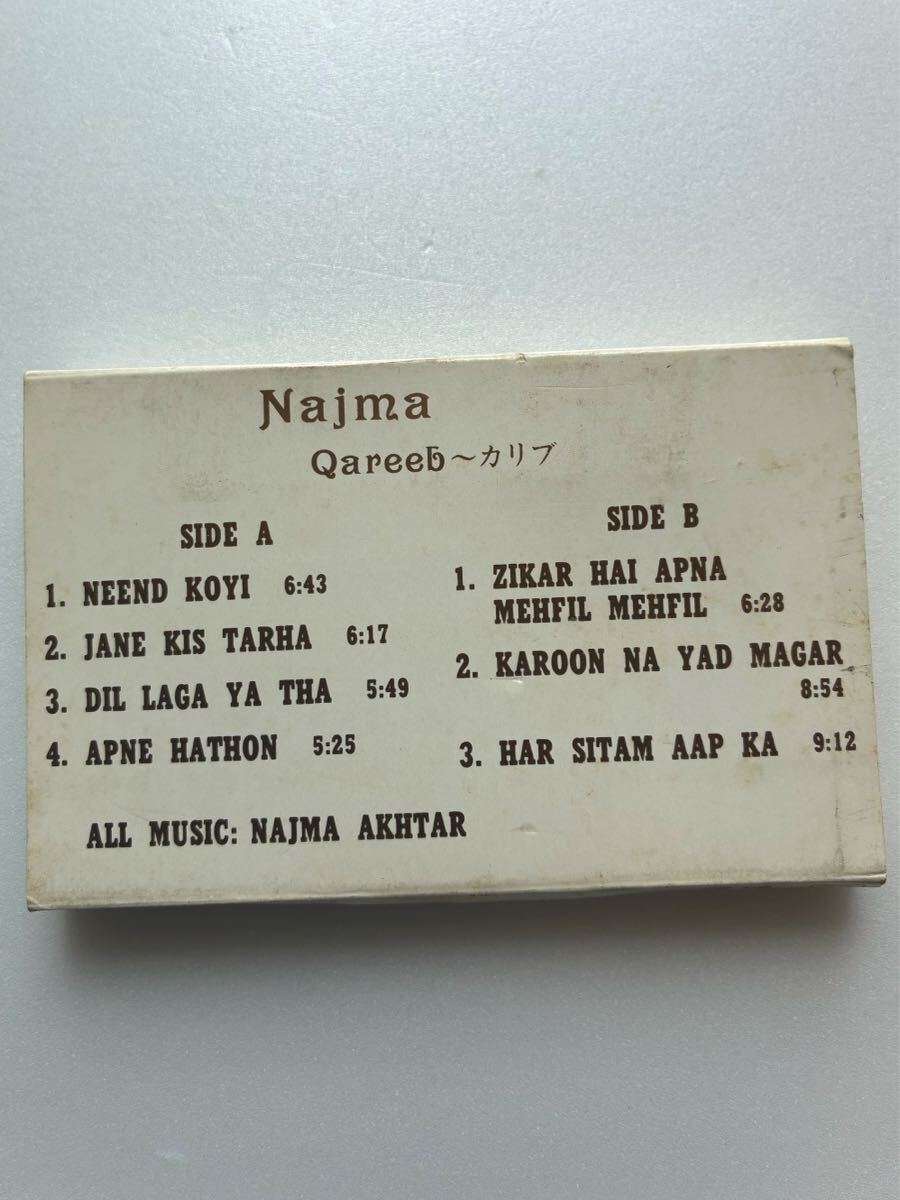 Najma
Qareeb～カリブ
SIDE A
1. NEEND KOYI 6:43
2. JANE KIS TARHA 6:17
3. DIL LAGA YA THA 5:49
4. APNE HATHON 5:25
SIDE B
1. ZIKAR HAI APNA
MEHFIL MEHFIL 6:28
2. KAROON NA YAD MAGAR
8:54
3. HAR SITAM AAP KA 9:12
ALL MUSIC: NAJMA AKHTAR